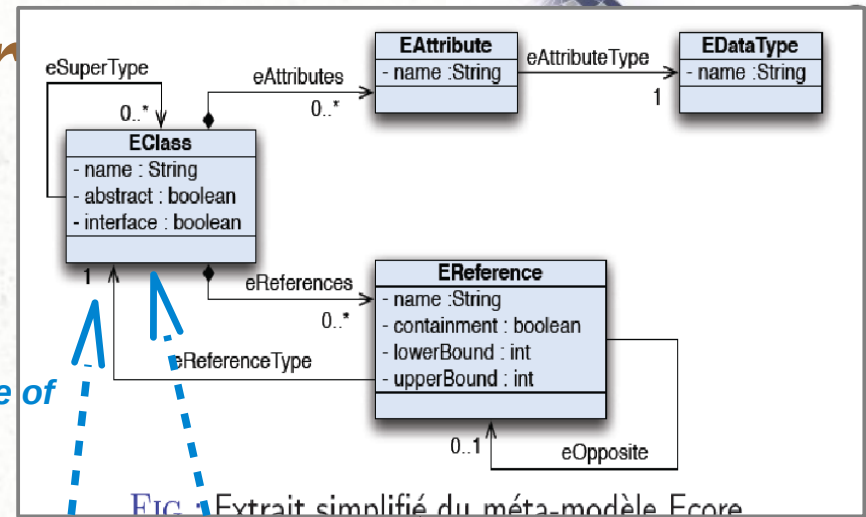 eSuperType
0..*
EClass
- name : String
- abstract : boolean
- interface : boolean
1
eAttributes
0..*
EAttribute
- name :String
eAttributeType
1
EDataType
- name :String
eReferences
0..*
eReferenceType
EReference
- name :String
- containment : boolean
- lowerBound : int
- upperBound : int
0..1
eOpposite
e of
FIG. : Extrait simplifié du méta-modèle Ecore